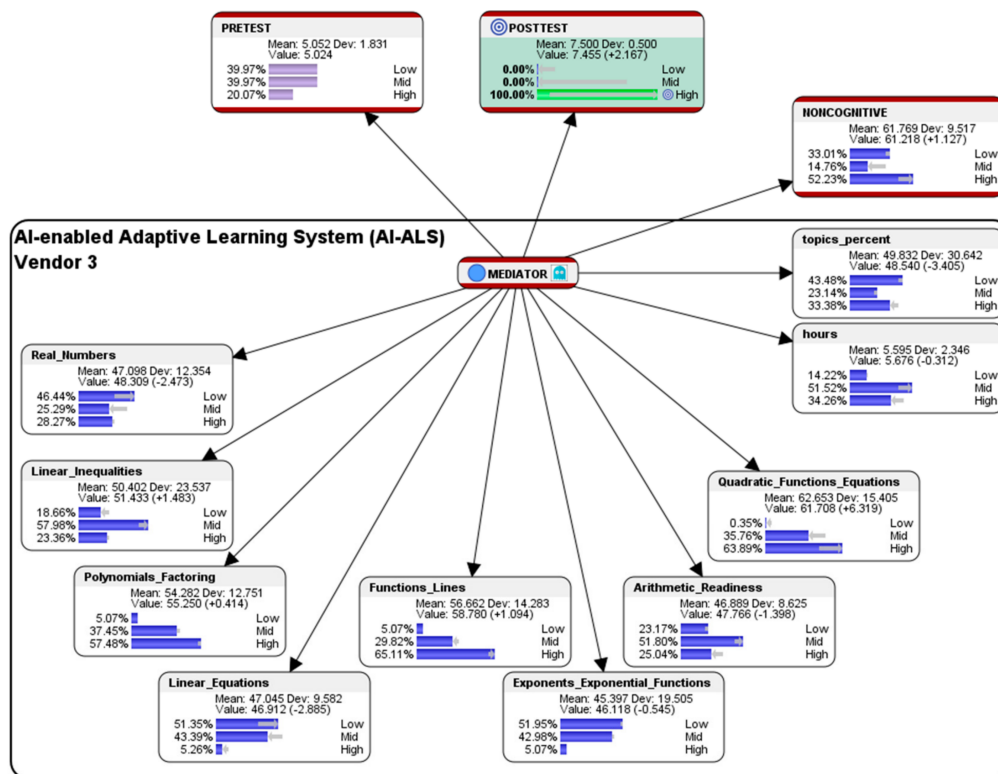 PRETEST
Mean: 5.052 Dev: 1.831
Value: 5.024
39.97% Low
39.97% Mid
20.07% High
POSTTEST
Mean: 7.500 Dev: 0.500
Value: 7.455 (+2.167)
0.00% Low
0.00% Mid
100.00% High
NONCOGNITIVE
Mean: 61.769 Dev: 9.517
Value: 61.218 (+1.127)
33.01% Low
14.76% Mid
52.23% High
AI-enabled Adaptive Learning System (AI-ALS)
Vendor 3
MEDIATOR
topics_percent
Mean: 49.832 Dev: 30.642
Value: 48.540 (-3.405)
43.48% Low
23.14% Mid
33.38% High
hours
Mean: 5.595 Dev: 2.346
Value: 5.676 (-0.312)
14.22% Low
51.52% Mid
34.26% High
Real_Numbers
Mean: 47.098 Dev: 12.354
Value: 48.309 (-2.473)
46.44% Low
25.29% Mid
28.27% High
Linear_Inequalities
Mean: 50.402 Dev: 23.537
Value: 51.433 (+1.483)
18.66% Low
57.98% Mid
23.36% High
Quadratic_Functions_Equations
Mean: 62.653 Dev: 15.405
Value: 61.708 (+6.319)
0.35% Low
35.76% Mid
63.89% High
Polynomials_Factoring
Mean: 54.282 Dev: 12.751
Value: 55.250 (+0.414)
5.07% Low
37.45% Mid
57.48% High
Functions_Lines
Mean: 56.662 Dev: 14.283
Value: 58.780 (+1.094)
5.07% Low
29.82% Mid
65.11% High
Arithmetic_Readiness
Mean: 46.889 Dev: 8.625
Value: 47.766 (-1.398)
23.17% Low
51.80% Mid
25.04% High
Linear_Equations
Mean: 47.045 Dev: 9.582
Value: 46.912 (-2.885)
51.35% Low
43.39% Mid
5.26% High
Exponents_Exponential_Functions
Mean: 45.397 Dev: 19.505
Value: 46.118 (-0.545)
51.95% Low
42.98% Mid
5.07% High